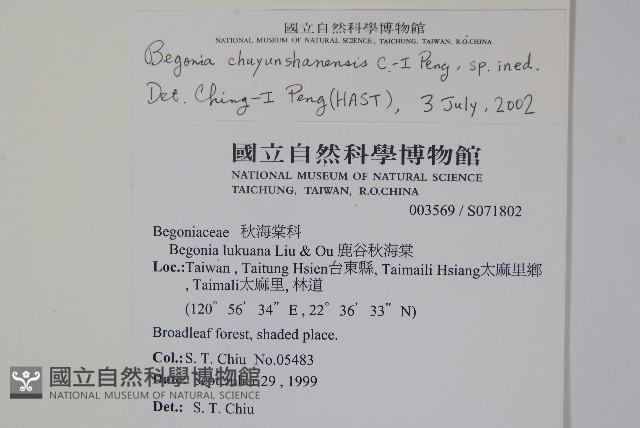 國立自然科學博物館
NATIONAL MUSEUM OF NATURAL SCIENCE, TAICHUNG, TAIWAN, R.O.CHINA
Begonia chuyunshanensis C.-I Peng, sp. ined.
Det. Ching-I Peng (HAST), 3 July, 2002
國立自然科學博物館
NATIONAL MUSEUM OF NATURAL SCIENCE
TAICHUNG, TAIWAN, R.O.CHINA
003569 / S071802
Begoniaceae 秋海棠科
Begonia lukuana Liu & Ou 鹿谷秋海棠
Loc.:Taiwan , Taitung Hsien台東縣, Taimaili Hsiang太麻里鄉
, Taimali太麻里, 林道
(120° 56′ 34″ E , 22° 36′ 33″ N)
Broadleaf forest, shaded place.
Col.: S. T. Chiu No.05483
Date: September 29 , 1999
Det.: S. T. Chiu
國立自然科學博物館
NATIONAL MUSEUM OF NATURAL SCIENCE